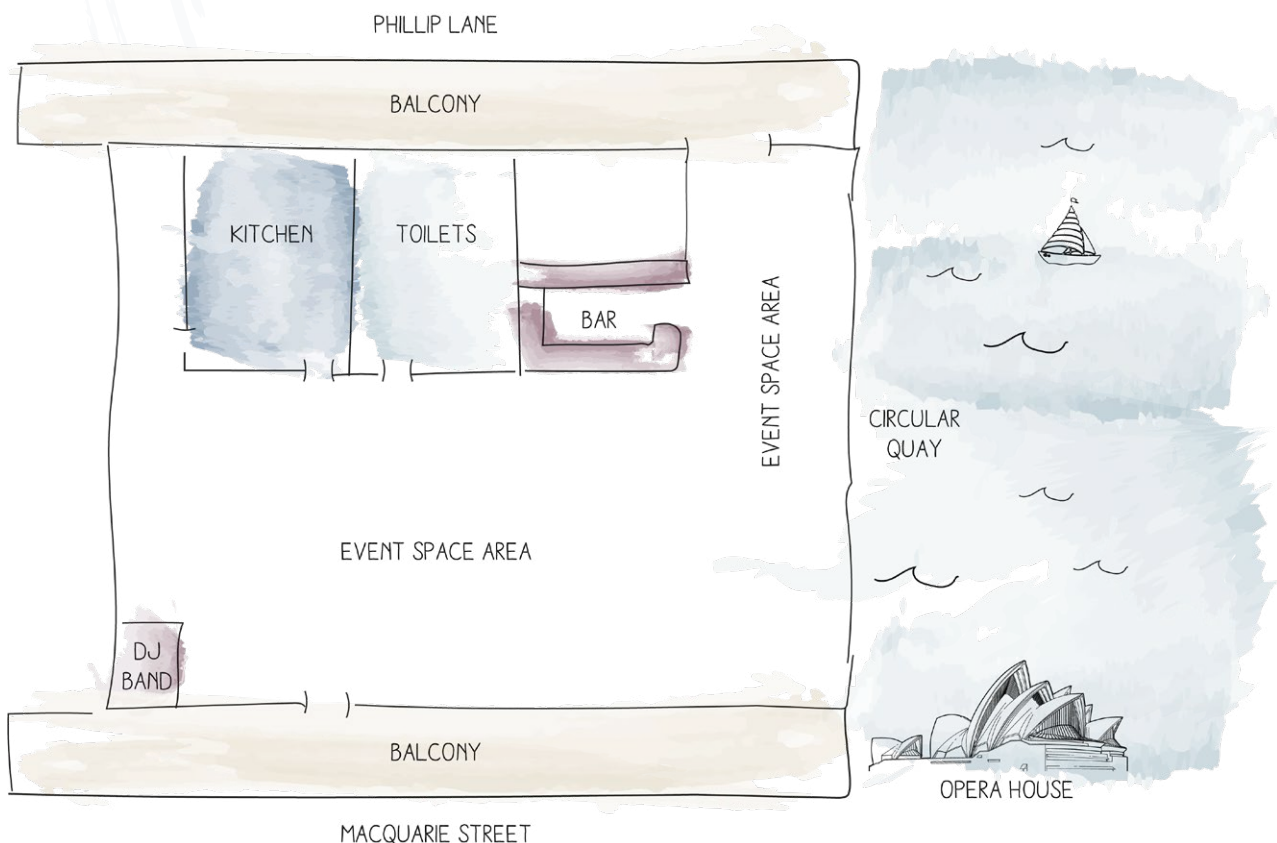 PHILLIP LANE
BALCONY
KITCHEN
TOILETS
BAR
EVENT SPACE AREA
CIRCULAR
QUAY
EVENT SPACE AREA
DJ
BAND
BALCONY
OPERA HOUSE
MACQUARIE STREET